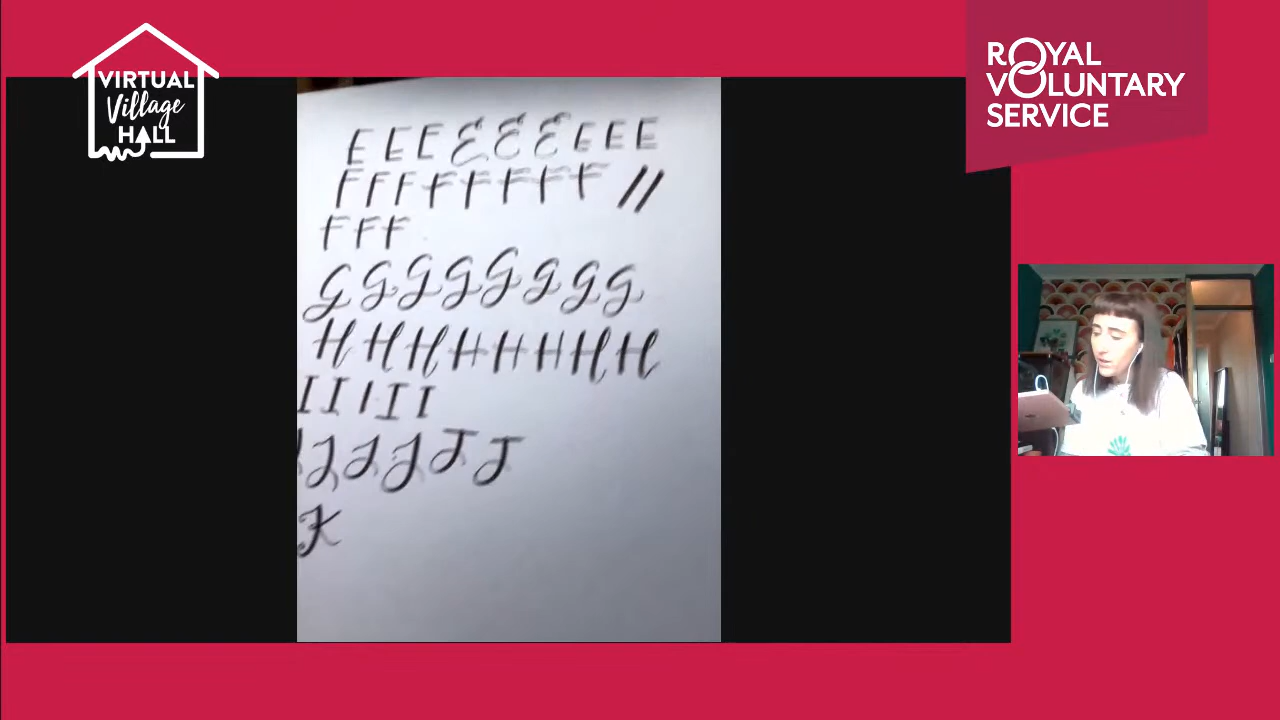 VIRTUAL
Village
HALL
ROYAL
VOLUNTARY
SERVICE
E E E E E E E E E
F F F F F F F F //
F F F
G G G G G G G G
H H H H H H H H
I I I I I
J J J J J
K